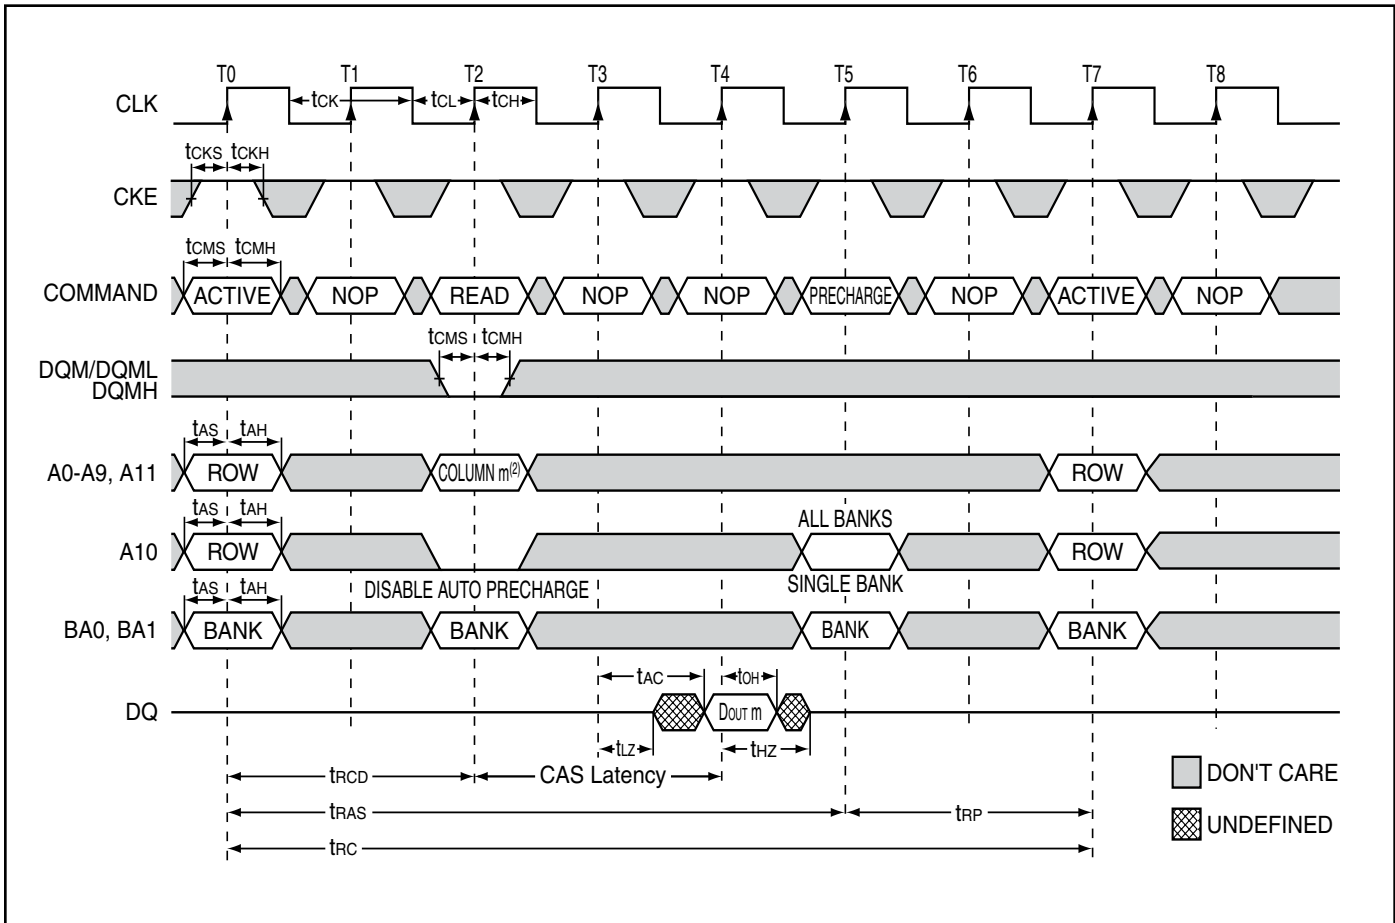 T0 T1 T2 T3 T4 T5 T6 T7 T8
CLK tCK tCL tCH
tCKS tCKH
CKE
tCMS tCMH
COMMAND ACTIVE NOP READ NOP NOP PRECHARGE NOP ACTIVE NOP
tCMS tCMH
DQM/DQML
DQMH
tAS tAH
A0-A9, A11 ROW COLUMN m(2) ROW
tAS tAH ALL BANKS
A10 ROW ROW
DISABLE AUTO PRECHARGE SINGLE BANK
tAS tAH
BA0, BA1 BANK BANK BANK BANK
tAC tOH
DQ DOUT m
tLZ tHZ
tRCD CAS Latency DON'T CARE
tRAS tRP
UNDEFINED
tRC